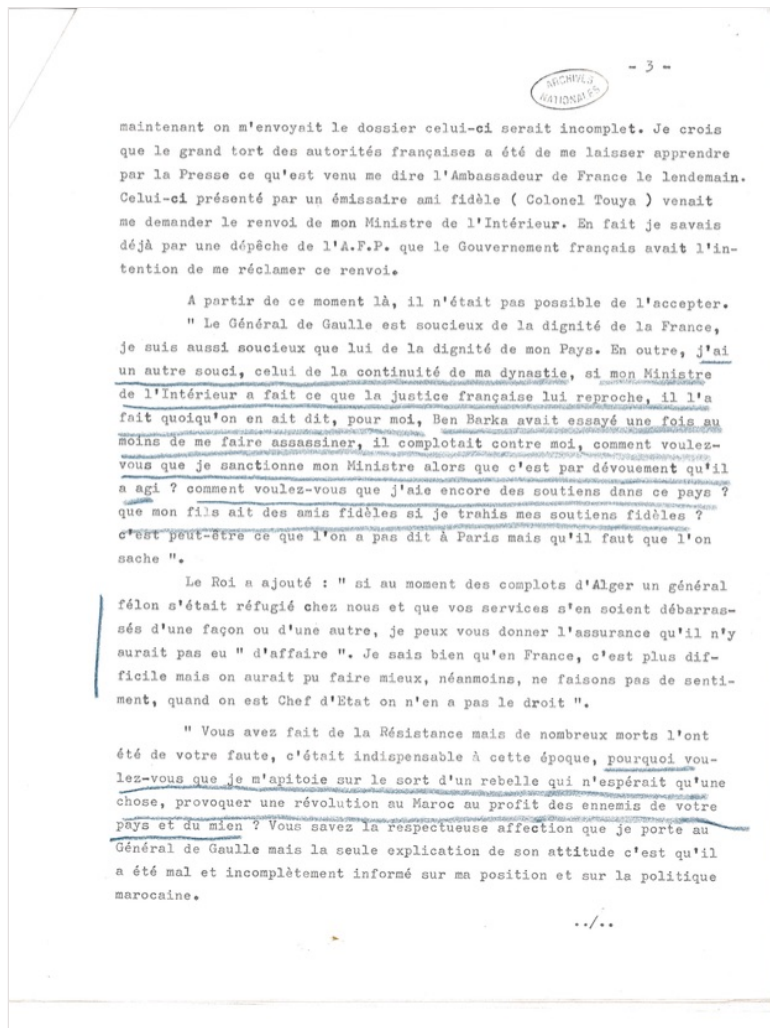 - 3 -
ARCHIVES
NATIONALES
maintenant on m'envoyait le dossier celui-ci serait incomplet. Je crois
que le grand tort des autorités françaises a été de me laisser apprendre
par la Presse ce qu'est venu me dire l'Ambassadeur de France le lendemain.
Celui-ci présenté par un émissaire ami fidèle ( Colonel Touya ) venait
me demander le renvoi de mon Ministre de l'Intérieur. En fait je savais
déjà par une dépêche de l'A.F.P. que le Gouvernement français avait l'in-
tention de me réclamer ce renvoi.
A partir de ce moment là, il n'était pas possible de l'accepter.
" Le Général de Gaulle est soucieux de la dignité de la France,
je suis aussi soucieux que lui de la dignité de mon Pays. En outre, j'ai
un autre souci, celui de la continuité de ma dynastie, si mon Ministre
de l'Intérieur a fait ce que la justice française lui reproche, il l'a
fait quoiqu'on en ait dit, pour moi, Ben Barka avait essayé une fois au
moins de me faire assassiner, il complotait contre moi, comment voulez-
vous que je sanctionne mon Ministre alors que c'est par dévouement qu'il
a agi ? comment voulez-vous que j'aie encore des soutiens dans ce pays ?
que mon fils ait des amis fidèles si je trahis mes soutiens fidèles ?
c'est peut-être ce que l'on a pas dit à Paris mais qu'il faut que l'on
sache ".
Le Roi a ajouté : " si au moment des complots d'Alger un général
félon s'était réfugié chez nous et que vos services s'en soient débarras-
sés d'une façon ou d'une autre, je peux vous donner l'assurance qu'il n'y
aurait pas eu " d'affaire ". Je sais bien qu'en France, c'est plus dif-
ficile mais on aurait pu faire mieux, néanmoins, ne faisons pas de senti-
ment, quand on est Chef d'Etat on n'en a pas le droit ".
" Vous avez fait de la Résistance mais de nombreux morts l'ont
été de votre faute, c'était indispensable à cette époque, pourquoi vou-
lez-vous que je m'apitoie sur le sort d'un rebelle qui n'espérait qu'une
chose, provoquer une révolution au Maroc au profit des ennemis de votre
pays et du mien ? Vous savez la respectueuse affection que je porte au
Général de Gaulle mais la seule explication de son attitude c'est qu'il
a été mal et incomplètement informé sur ma position et sur la politique
marocaine.
../..